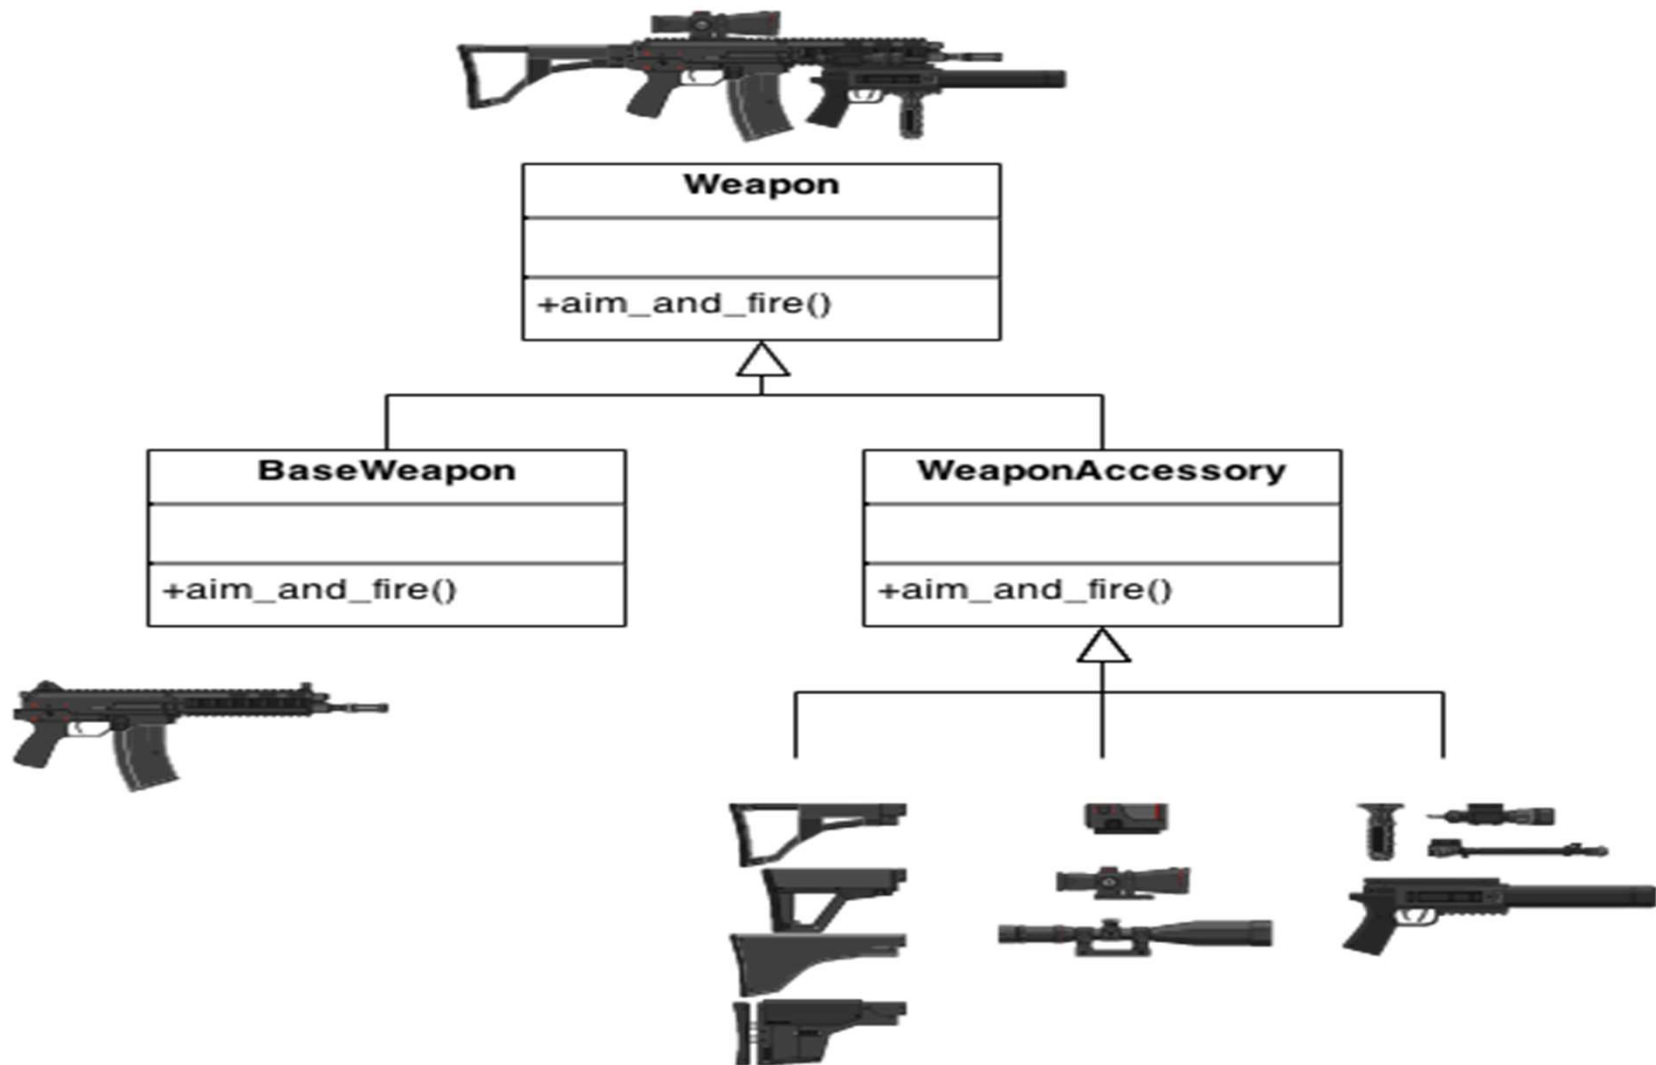 Weapon
+aim_and_fire()
BaseWeapon
WeaponAccessory
+aim_and_fire()
+aim_and_fire()